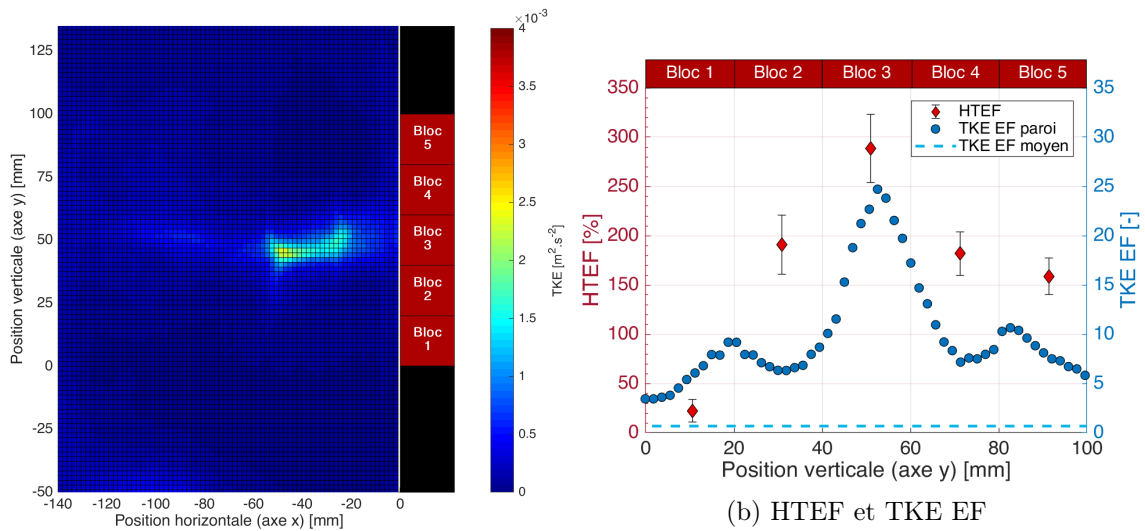 ×10⁻³
125
100
75
50
25
0
-25
-50
Position verticale (axe y) [mm]
Bloc
5
Bloc
4
Bloc
3
Bloc
2
Bloc
1
-140
-120
-100
-80
-60
-40
-20
0
Position horizontale (axe x) [mm]
4
3.5
3
2.5
2
1.5
1
0.5
0
TKE [m².s⁻²]
Bloc 1
Bloc 2
Bloc 3
Bloc 4
Bloc 5
350
300
250
200
150
100
50
0
HTEF [%]
HTEF
TKE EF paroi
TKE EF moyen
35
30
25
20
15
10
5
0
TKE EF [-]
0
20
40
60
80
100
Position verticale (axe y) [mm]
(b) HTEF et TKE EF